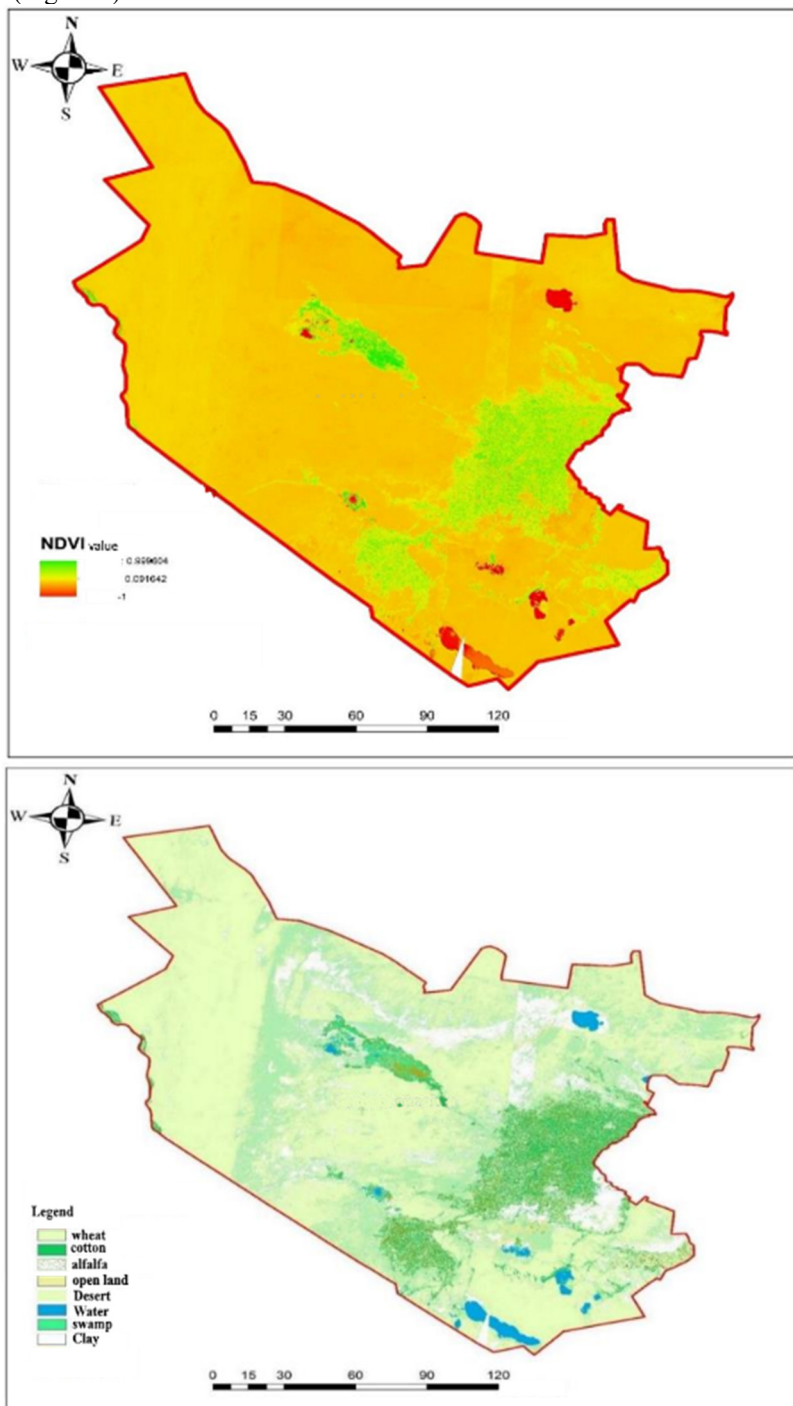 N
W E
S
NDVI value
: 0.999604
0.091642
-1
0 15 30 60 90 120
N
W E
S
Legend
wheat
cotton
alfalfa
open land
Desert
Water
swamp
Clay
0 15 30 60 90 120